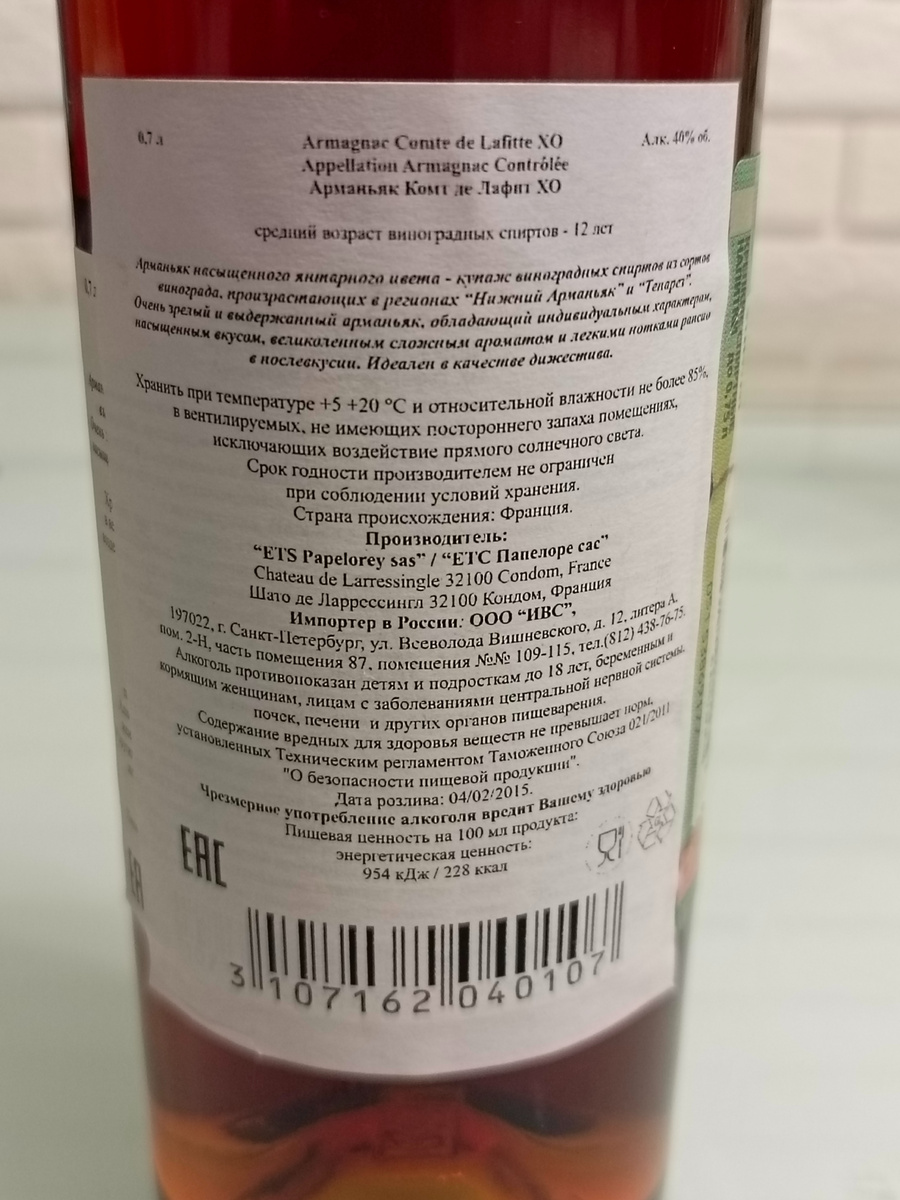 0,7 л
Алк. 40% об.
Armagnac Comte de Lafitte XO
Appellation Armagnac Contrôlée
Арманьяк Комт де Лафит ХО
средний возраст виноградных спиртов - 12 лет
Арманьяк насыщенного янтарного цвета - купаж виноградных спиртов из сортов
винограда, произрастающих в регионах “Нижний Арманьяк” и “Тенарез”.
Очень зрелый и выдержанный арманьяк, обладающий индивидуальным характером,
насыщенным вкусом, великолепным сложным ароматом и легкими нотками рансио
в послевкусии. Идеален в качестве дижестива.
Хранить при температуре +5 +20 °С и относительной влажности не более 85%,
в вентилируемых, не имеющих постороннего запаха помещениях,
исключающих воздействие прямого солнечного света.
Срок годности производителем не ограничен
при соблюдении условий хранения.
Страна происхождения: Франция.
Производитель:
“ETS Papelorey sas” / “ЕТС Папелоре сас”
Chateau de Larressingle 32100 Condom, France
Шато де Ларрессингл 32100 Кондом, Франция
Импортер в России: ООО “ИВС”,
197022, г. Санкт-Петербург, ул. Всеволода Вишневского, д. 12, литера А.
пом. 2-Н, часть помещения 87, помещения №№ 109-115, тел.(812) 438-76-75.
Алкоголь противопоказан детям и подросткам до 18 лет, беременным и
кормящим женщинам, лицам с заболеваниями центральной нервной системы.
почек, печени и других органов пищеварения.
Содержание вредных для здоровья веществ не превышает норм,
установленных Техническим регламентом Таможенного Союза 021/2011
"О безопасности пищевой продукции".
Дата розлива: 04/02/2015.
Чрезмерное употребление алкоголя вредит Вашему здоровью
Пищевая ценность на 100 мл продукта:
энергетическая ценность:
954 кДж / 228 ккал
ЕАС
3 107162 040107